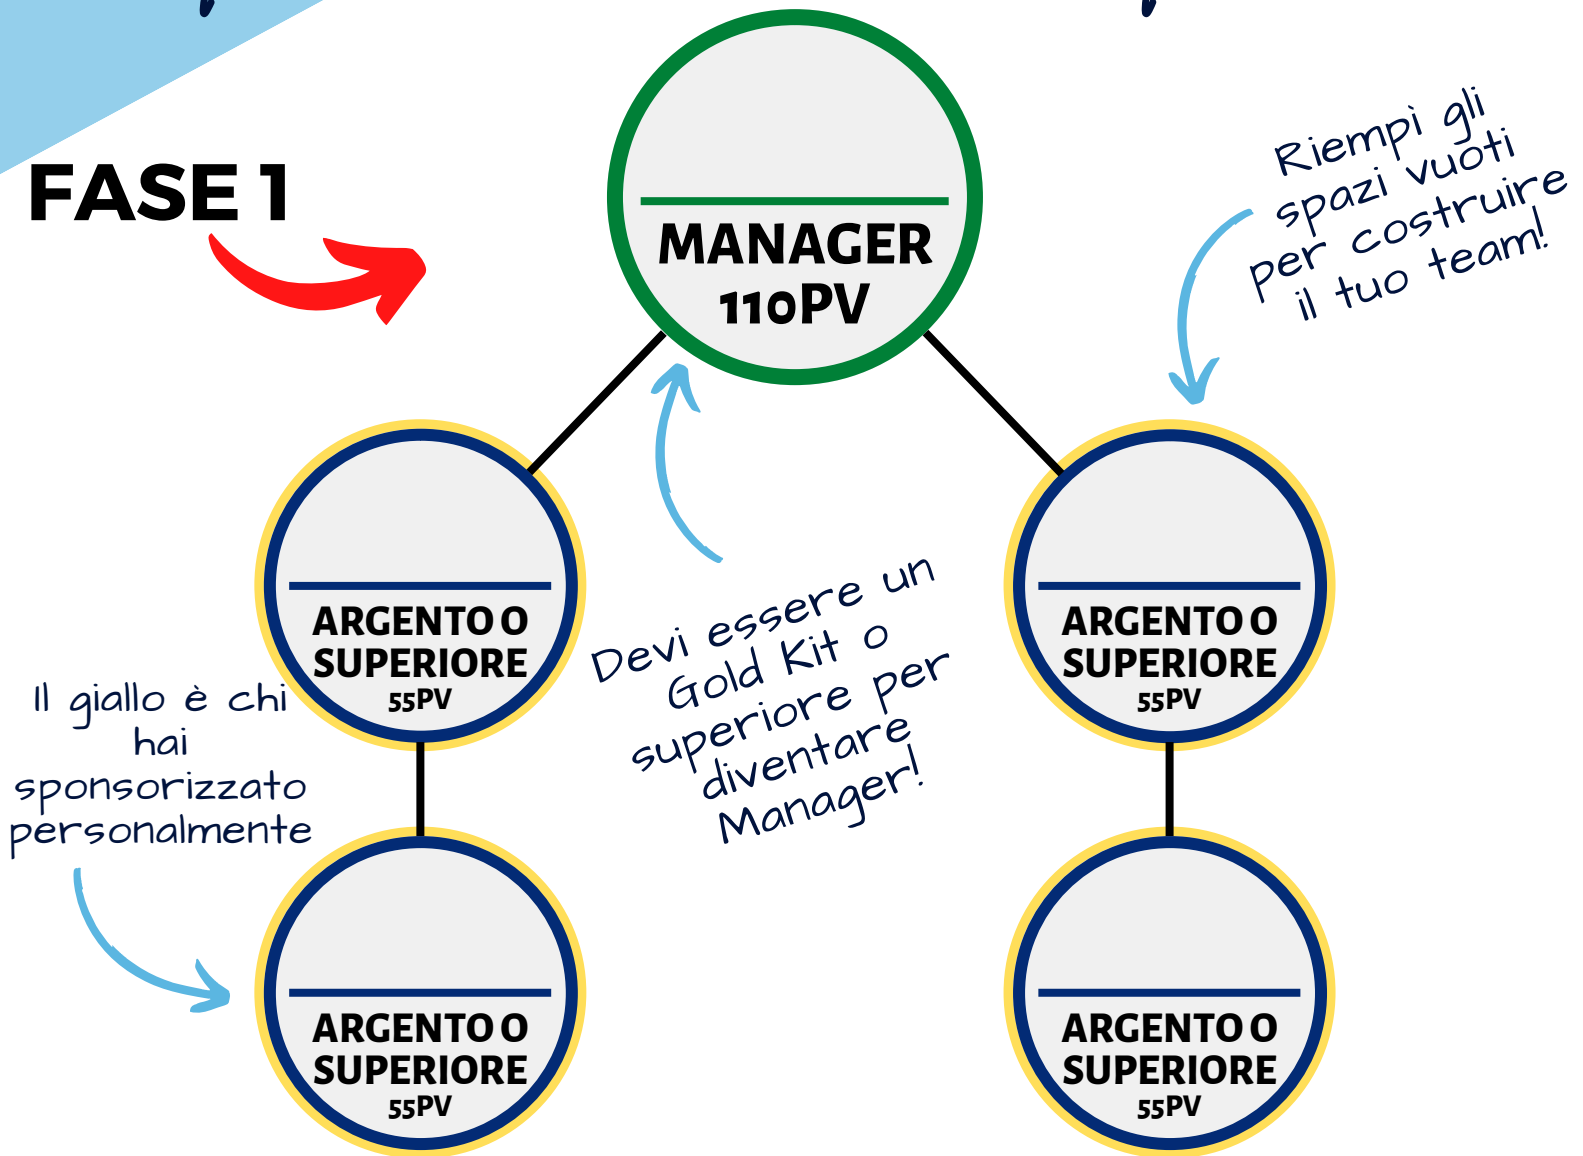 FASE 1
MANAGER
110PV
Riempì gli
spazi vuoti
per costruire
il tuo team!
ARGENTO O
SUPERIORE
55PV
Devi essere un
Gold Kit o
superiore per
diventare
Manager!
ARGENTO O
SUPERIORE
55PV
Il giallo è chi
hai
sponsorizzato
personalmente
ARGENTO O
SUPERIORE
55PV
ARGENTO O
SUPERIORE
55PV